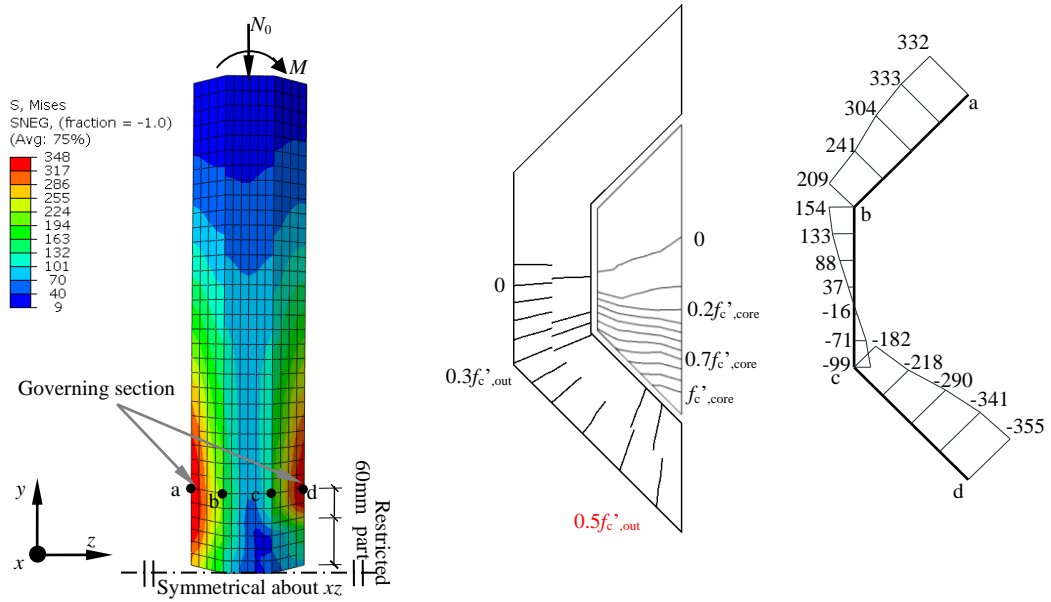 N0
M
S, Mises
SNEG, (fraction = -1.0)
(Avg: 75%)
348
317
286
255
224
194
163
132
101
70
40
9
Governing section
a
b
c
d
60mm
Restricted part
y
z
x
Symmetrical about xz
0
0.3fc',out
0.5fc',out
0
0.2fc',core
0.7fc',core
fc',core
332
333
304
241
209
154
133
88
37
-16
-71
-99
-182
-218
-290
-341
-355
a
b
c
d